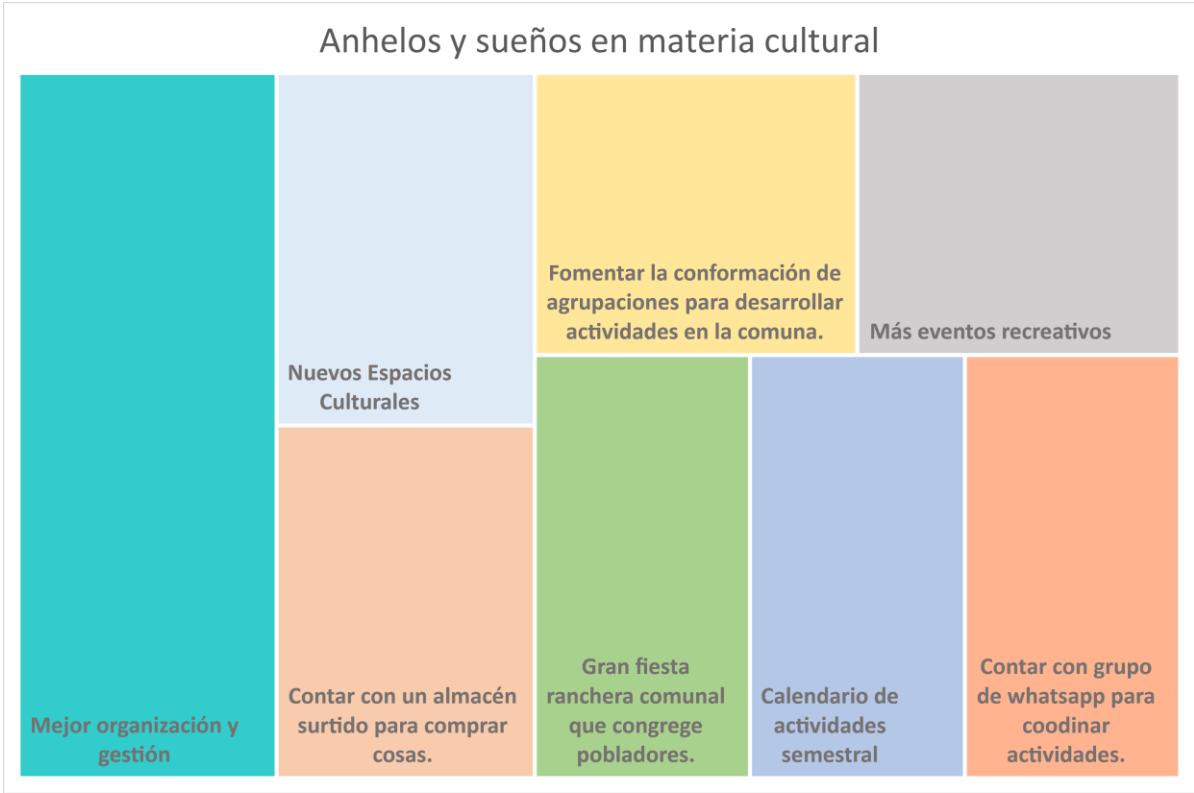 Anhelos y sueños en materia cultural
Mejor organización y
gestión
Nuevos Espacios
Culturales
Contar con un almacén
surtido para comprar
cosas.
Fomentar la conformación de
agrupaciones para desarrollar
actividades en la comuna.
Más eventos recreativos
Gran fiesta
ranchera comunal
que congrege
pobladores.
Calendario de
actividades
semestral
Contar con grupo
de whatsapp para
coodinar
actividades.